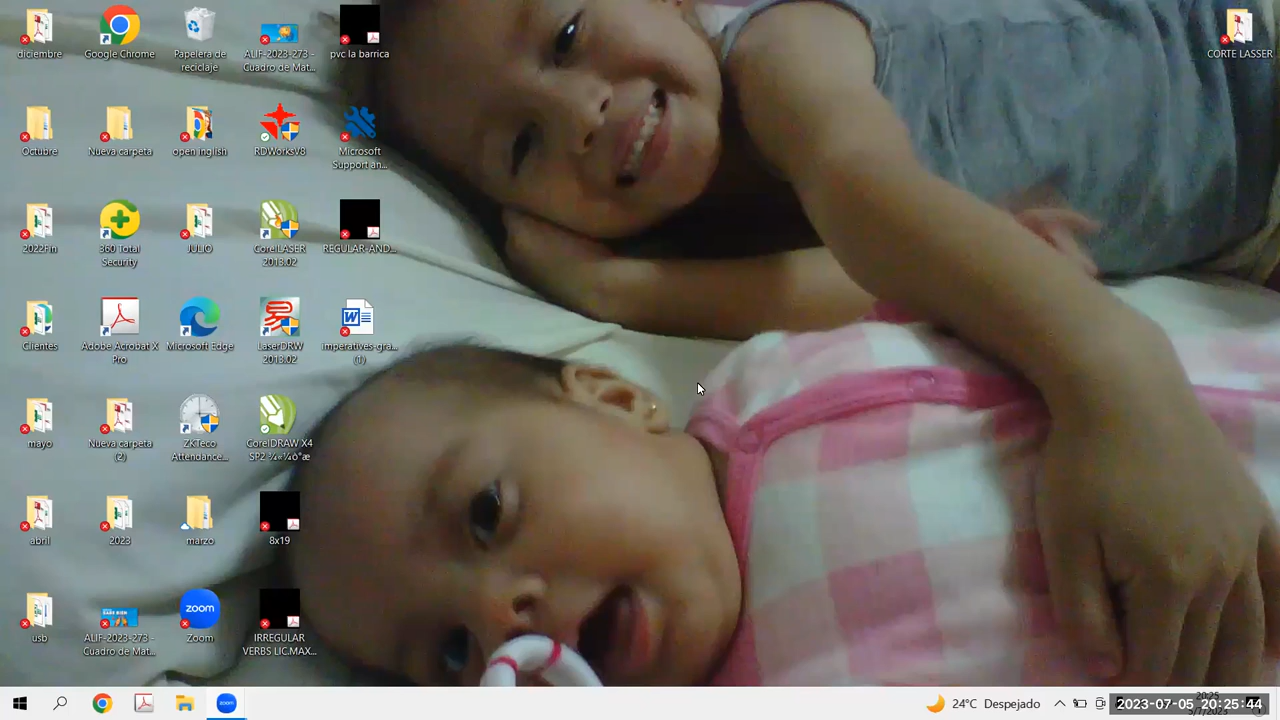 diciembre
Google Chrome
Papelera de
reciclaje
ALIF-2023-273 -
Cuadro de Mat...
pvc la barrica
CORTE LASSER
Octubre
Nueva carpeta
open inglish
RDWorksV8
Microsoft
Support an...
2022Fin
360 Total
Security
JULIO
CorelLASER
2013.02
REGULAR-AND...
Clientes
Adobe Acrobat X
Pro
Microsoft Edge
LaserDRW
2013.02
imperatives-gra...
(1)
mayo
Nueva carpeta
(2)
ZKTeco
Attendance...
CorelDRAW X4
abril
2023
marzo
8x19
usb
ALIF-2023-273 -
Cuadro de Mat...
Zoom
IRREGULAR
VERBS LIC.MAX...
zoom
zoom
24°C Despejado
2023-07-05 20:25:44